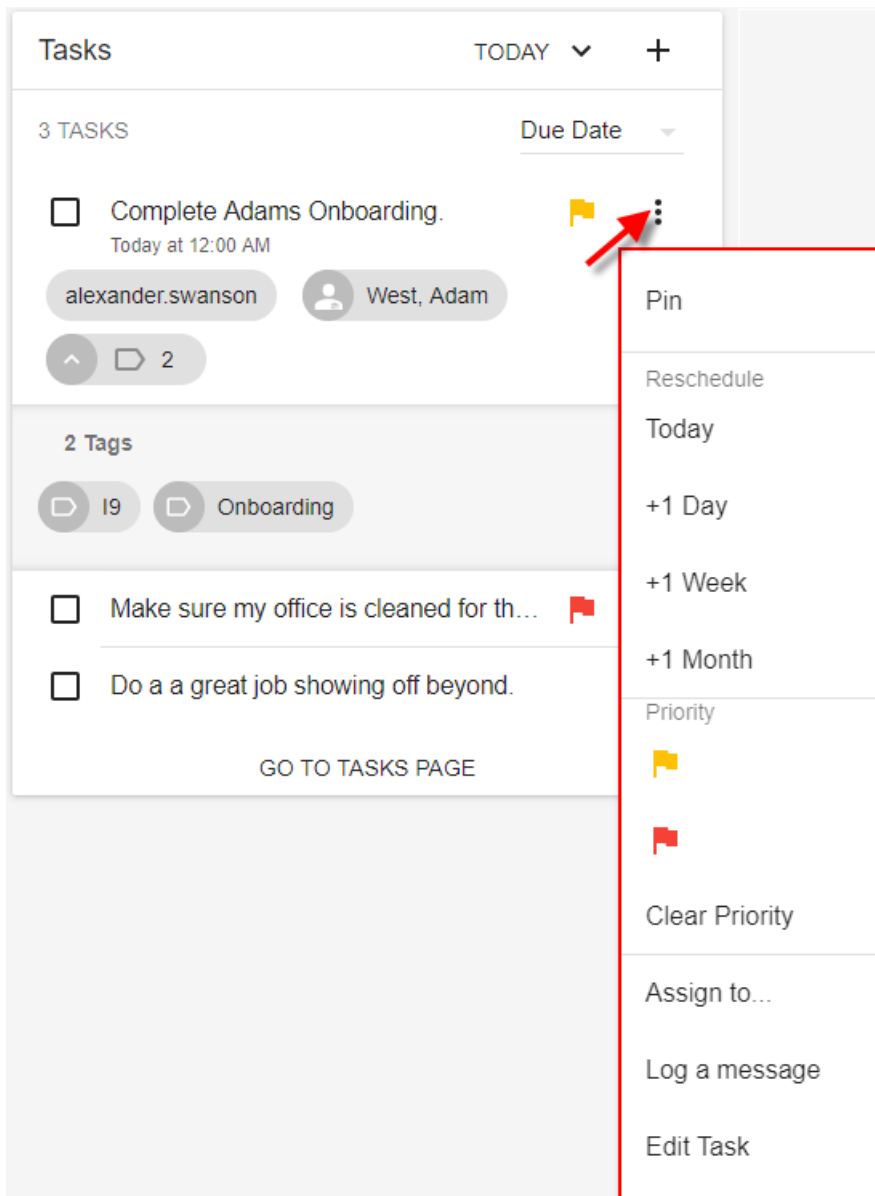 Tasks TODAY
3 TASKS Due Date
Complete Adams Onboarding.
Today at 12:00 AM
alexander.swanson West, Adam
2
2 Tags
I9 Onboarding
Make sure my office is cleaned for th...
Do a a great job showing off beyond.
GO TO TASKS PAGE
Pin
Reschedule
Today
+1 Day
+1 Week
+1 Month
Priority
Clear Priority
Assign to...
Log a message
Edit Task